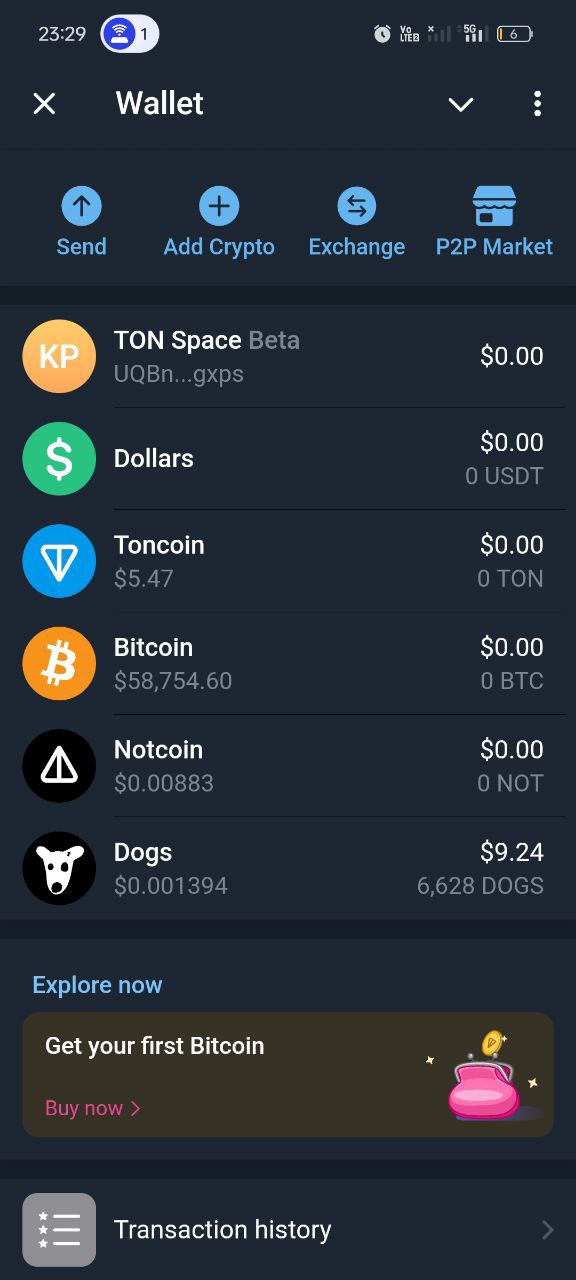 23:29
1
Vo
LTE2
5G
6
Wallet
Send
Add Crypto
Exchange
P2P Market
KP
TON Space Beta
UQBn...gxps
$0.00
Dollars
$0.00
0 USDT
Toncoin
$5.47
$0.00
0 TON
Bitcoin
$58,754.60
$0.00
0 BTC
Notcoin
$0.00883
$0.00
0 NOT
Dogs
$0.001394
$9.24
6,628 DOGS
Explore now
Get your first Bitcoin
Buy now >
Transaction history